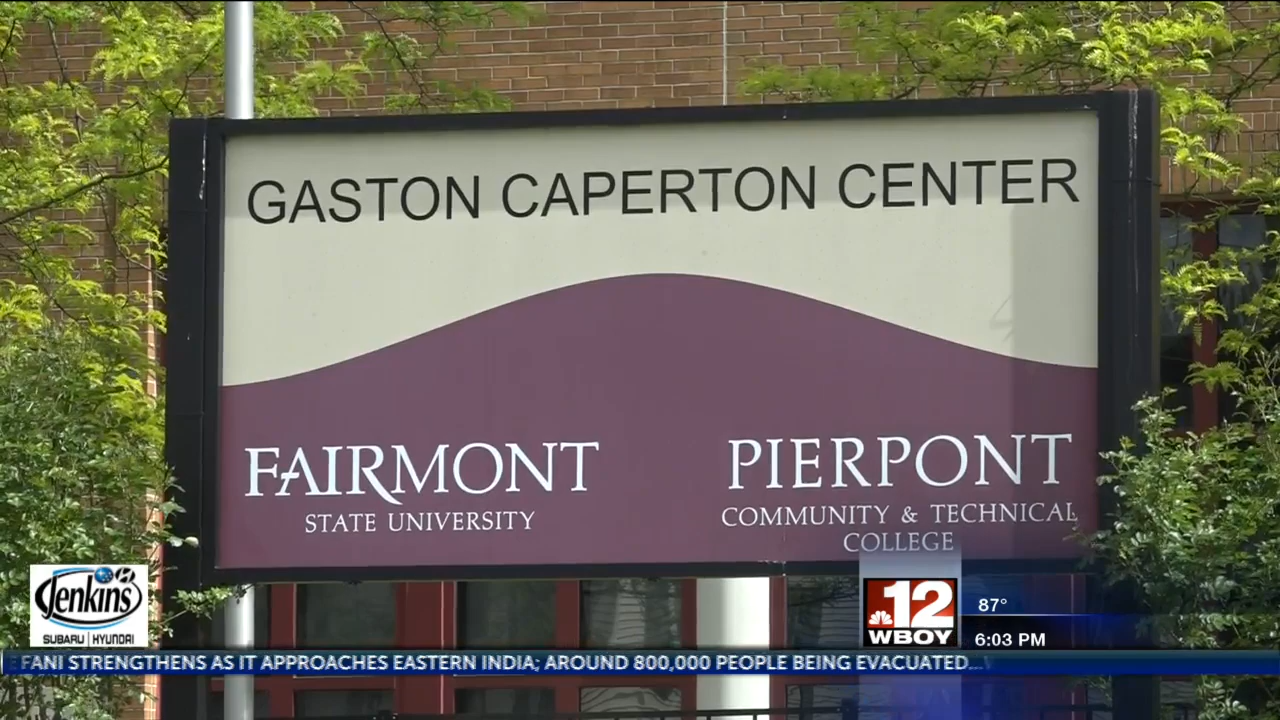 GASTON CAPERTON CENTER
FAIRMONT
STATE UNIVERSITY
PIERPONT
COMMUNITY & TECHNICAL
COLLEGE
Jenkins
SUBARU | HYUNDAI
12
WBOY
87°
6:03 PM
FANI STRENGTHENS AS IT APPROACHES EASTERN INDIA; AROUND 800,000 PEOPLE BEING EVACUATED...